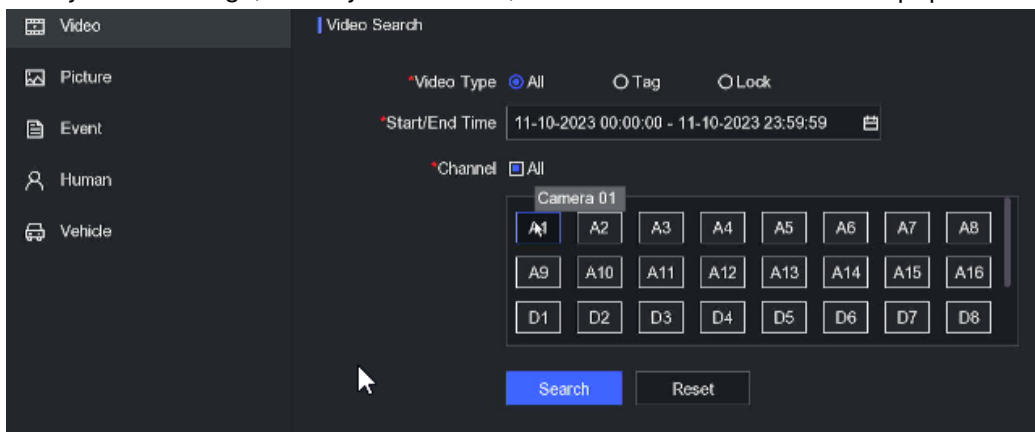 Video
Video Search
Picture
*Video Type All Tag Lock
Event
*Start/End Time 11-10-2023 00:00:00 - 11-10-2023 23:59:59
Human
*Channel All
Vehicle
Camera 01
A1 A2 A3 A4 A5 A6 A7 A8
A9 A10 A11 A12 A13 A14 A15 A16
D1 D2 D3 D4 D5 D6 D7 D8
Search Reset